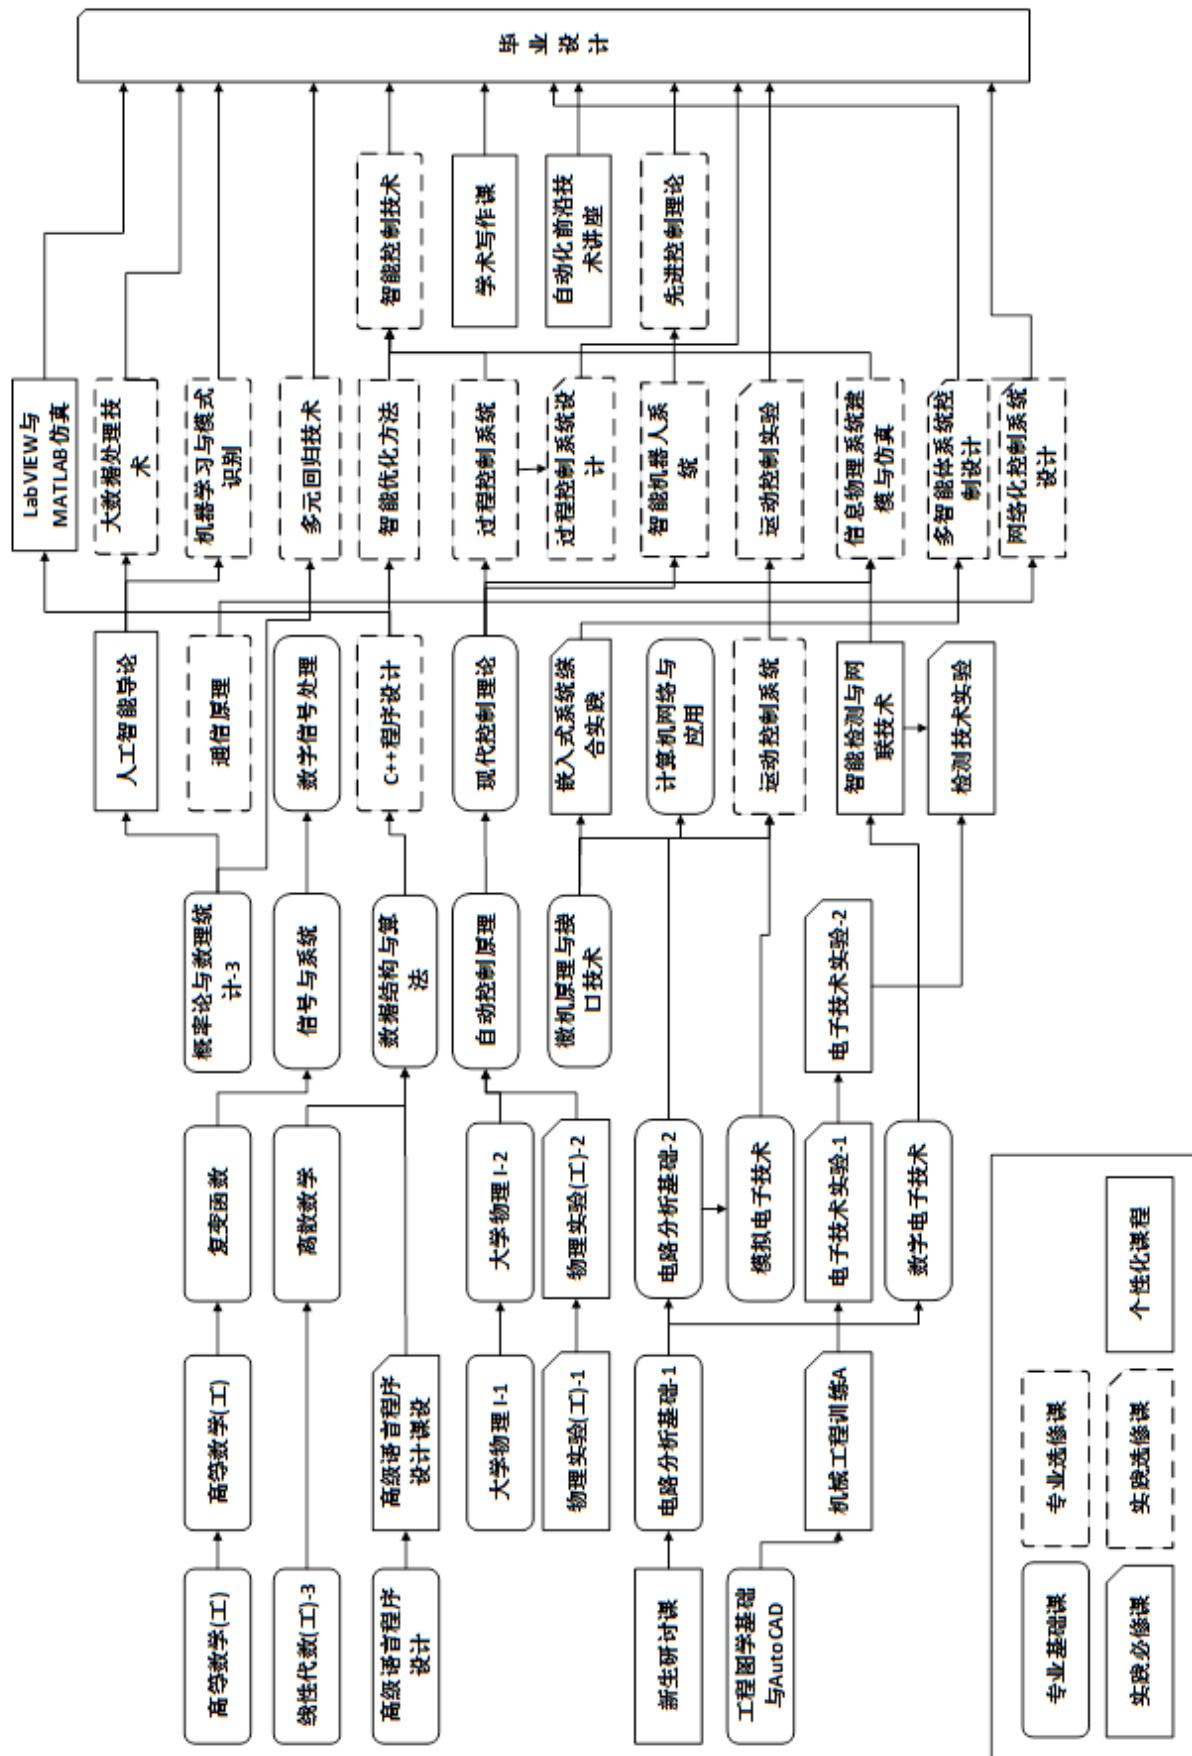 高等数学(工)
线性代数(工)-3
高级语言程序
设计
新生研讨课
工程图学基础
与AutoCAD
高等数学(工)
高级语言程序
设计课设
大学物理 I-1
物理实验(工)-1
电路分析基础-1
机械工程训练A
复变函数
离散数学
大学物理 I-2
物理实验(工)-2
电路分析基础-2
模拟电子技术
电子技术实验-1
数字电子技术
概率论与数理统
计-3
信号与系统
数据结构与算
法
自动控制原理
微机原理与接
口技术
电子技术实验-2
人工智能导论
通信原理
数字信号处理
C++程序设计
现代控制理论
嵌入式系统综
合实践
计算机网络与
应用
运动控制系统
智能检测与网
联技术
检测技术实验
LabVIEW与
MATLAB仿真
大数据处理技
术
机器学习与模式
识别
多元回归技术
智能优化方法
过程控制系统
过程控制系统设
计
智能机器人系
统
运动控制实验
信息物理系统建
模与仿真
多智能体系统控
制设计
网络化控制系统
设计
智能控制技术
学术写作课
自动化前沿技
术讲座
先进控制理论
毕业设计
专业基础课
专业选修课
实践必修课
实践选修课
个性化课程